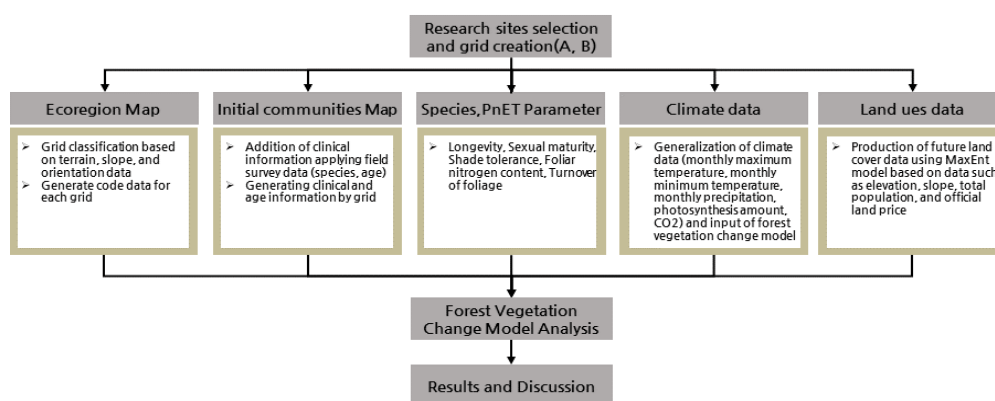 Research sites selection
and grid creation(A, B)
Ecoregion Map
➢ Grid classification based
on terrain, slope, and
orientation data
➢ Generate code data for
each grid
Initial communities Map
➢ Addition of clinical
information applying field
survey data (species, age)
➢ Generating clinical and
age information by grid
Species, PnET Parameter
➢ Longevity, Sexual maturity,
Shade tolerance, Foliar
nitrogen content, Turnover
of foliage
Climate data
➢ Generalization of climate
data (monthly maximum
temperature, monthly
minimum temperature,
monthly precipitation,
photosynthesis amount,
CO2) and input of forest
vegetation change model
Land ues data
➢ Production of future land
cover data using MaxEnt
model based on data such
as elevation, slope, total
population, and official
land price
Forest Vegetation
Change Model Analysis
Results and Discussion